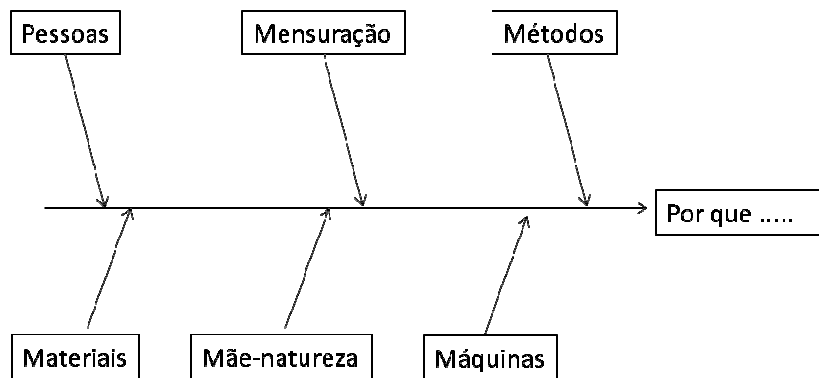 Pessoas
Mensuração
Métodos
Por que .....
Materiais
Mãe-natureza
Máquinas